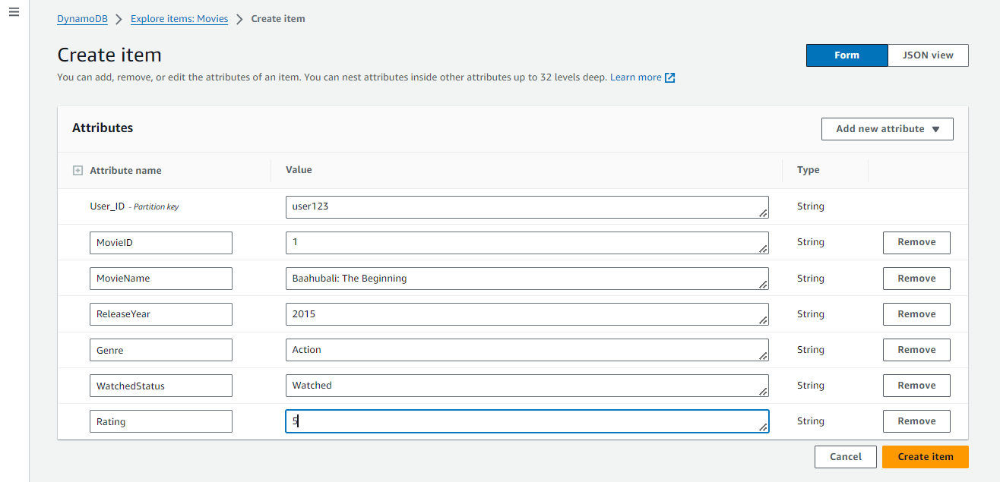 DynamoDB > Explore items: Movies > Create item
Create item
Form JSON view
You can add, remove, or edit the attributes of an item. You can nest attributes inside other attributes up to 32 levels deep. Learn more
Attributes
Add new attribute
Attribute name Value Type
User_ID - Partition key user123 String
MovieID 1 String Remove
MovieName Baahubali: The Beginning String Remove
ReleaseYear 2015 String Remove
Genre Action String Remove
WatchedStatus Watched String Remove
Rating 5 String Remove
Cancel Create item